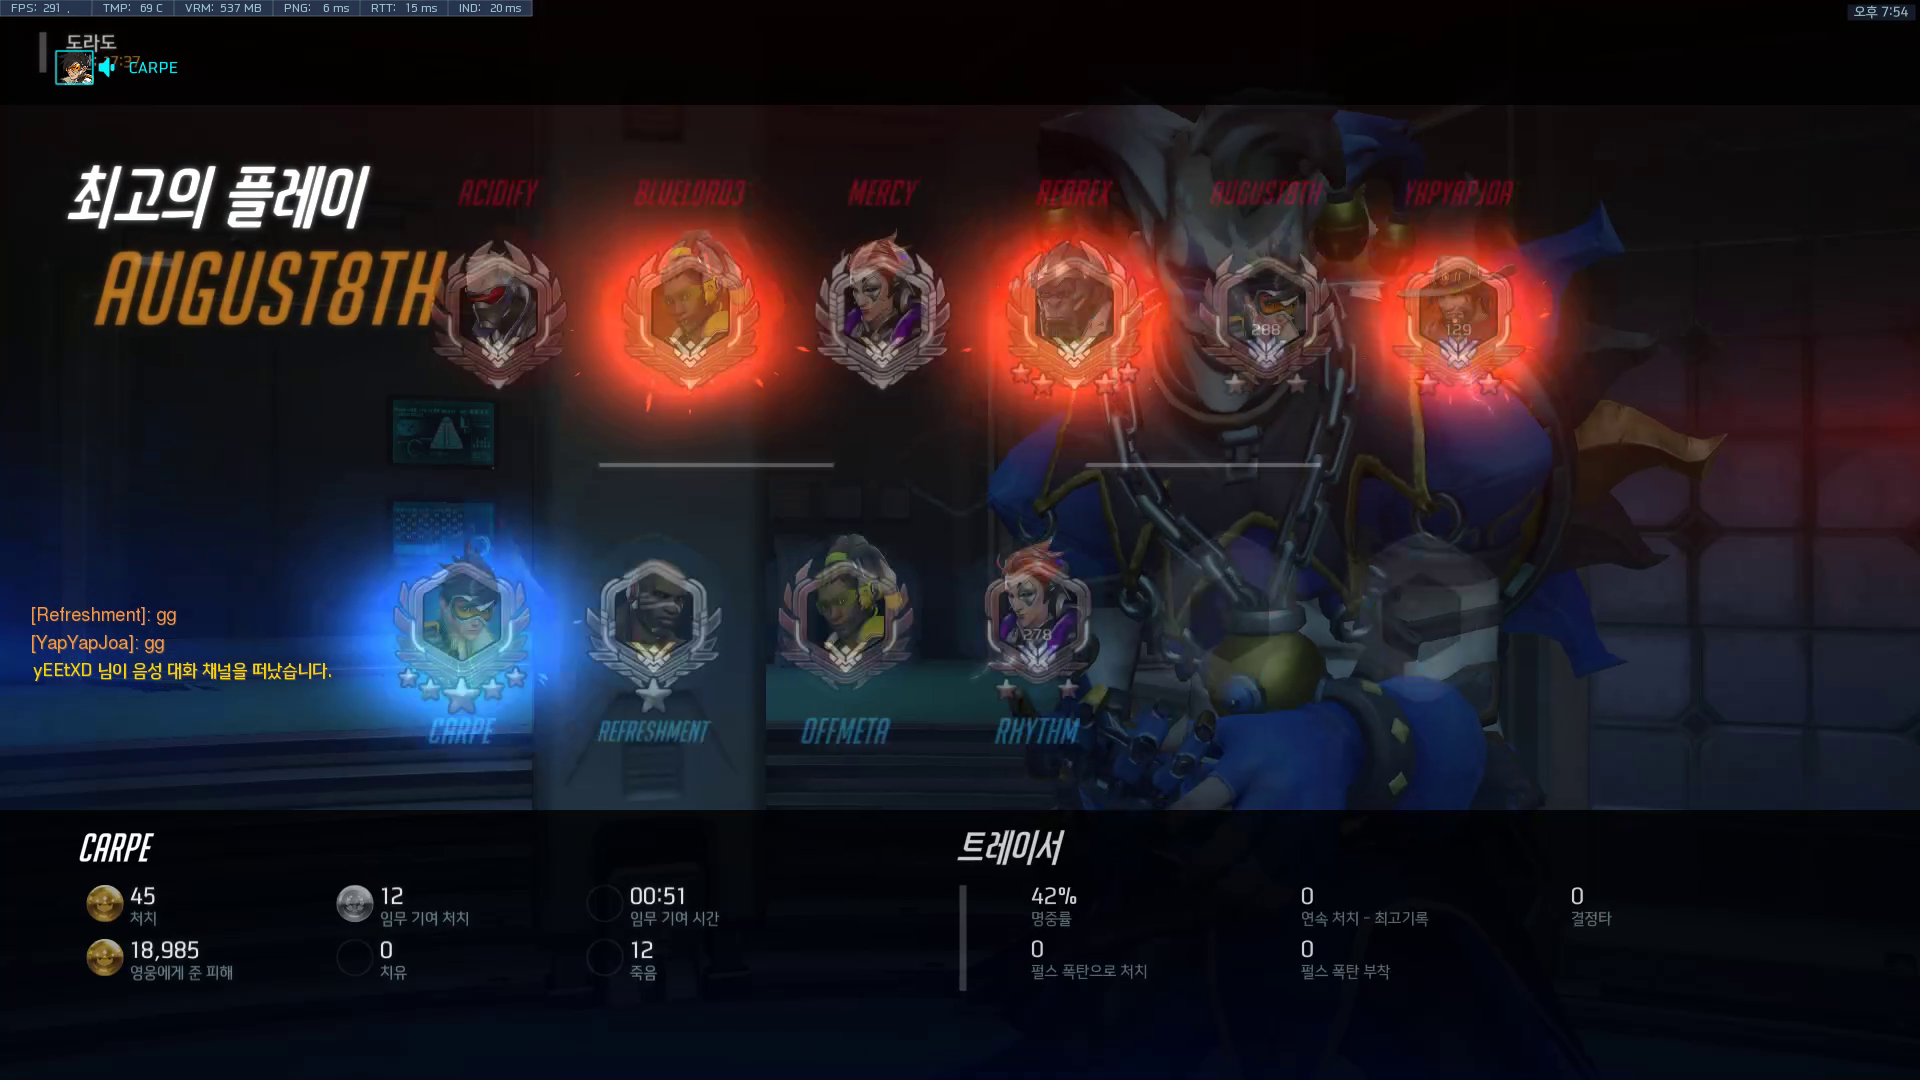 FPS: 291 . TMP: 69 C VRM: 537 MB PNG: 6 ms RTT: 15 ms IND: 20 ms
오후 7:54
도라도
17:37
CARPE
최고의 플레이
AUGUST8TH
ACIDIFY BLUELORD3 MERCY REDREX AUGUST8TH YAPYAPJOA
288 129
[Refreshment]: gg
[YapYapJoa]: gg
yEEtXD 님이 음성 대화 채널을 떠났습니다.
278
CARPE REFRESHMENT OFFMETA RHYTHM
CARPE
45
처치
12
임무 기여 처치
00:51
임무 기여 시간
18,985
영웅에게 준 피해
0
치유
12
죽음
트레이서
42%
명중률
0
연속 처치 - 최고기록
0
결정타
0
펄스 폭탄으로 처치
0
펄스 폭탄 부착